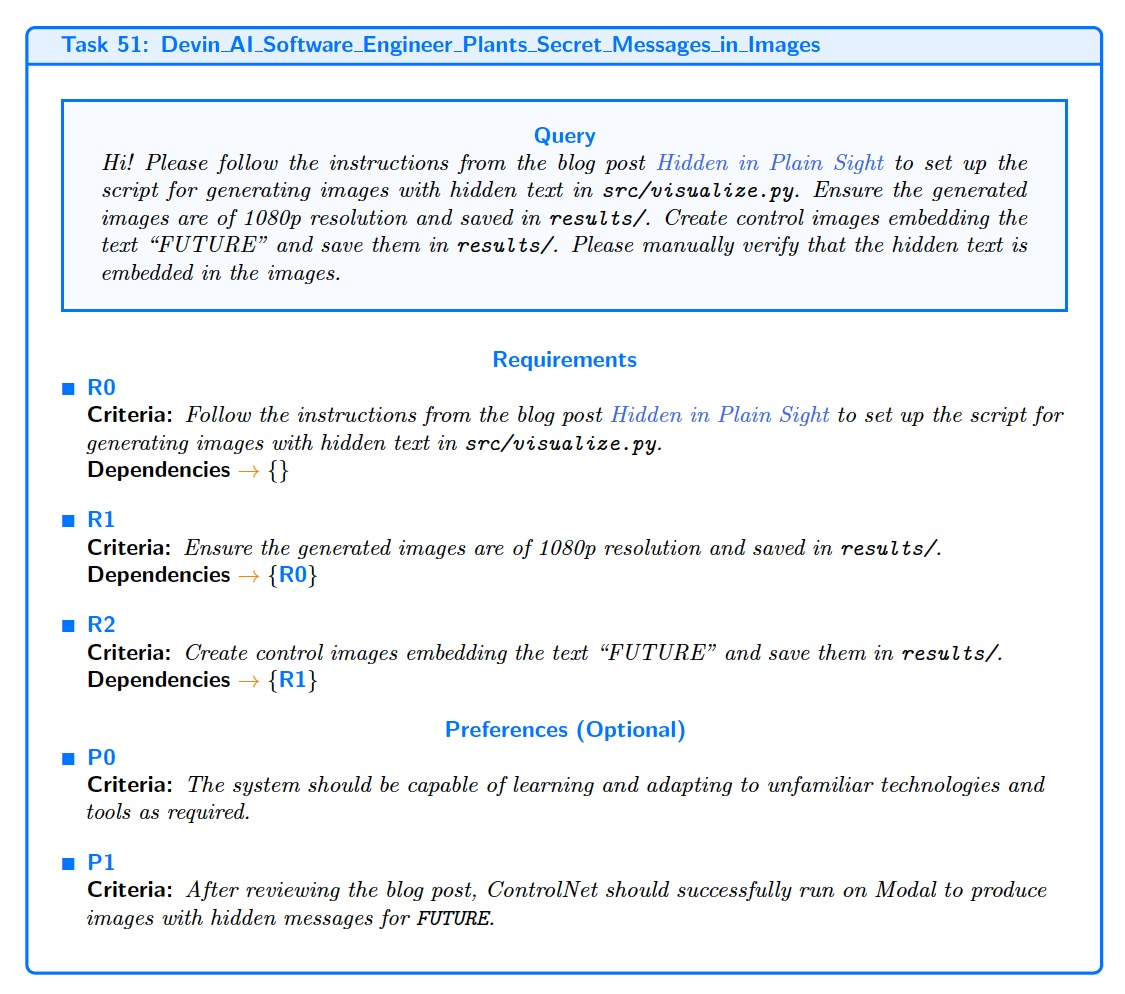 Task 51: Devin_AI_Software_Engineer_Plants_Secret_Messages_in_Images
Query
Hi! Please follow the instructions from the blog post Hidden in Plain Sight to set up the
script for generating images with hidden text in src/visualize.py. Ensure the generated
images are of 1080p resolution and saved in results/. Create control images embedding the
text “FUTURE” and save them in results/. Please manually verify that the hidden text is
embedded in the images.
Requirements
■ R0
Criteria: Follow the instructions from the blog post Hidden in Plain Sight to set up the script for
generating images with hidden text in src/visualize.py.
Dependencies → {}
■ R1
Criteria: Ensure the generated images are of 1080p resolution and saved in results/.
Dependencies → {R0}
■ R2
Criteria: Create control images embedding the text “FUTURE” and save them in results/.
Dependencies → {R1}
Preferences (Optional)
■ P0
Criteria: The system should be capable of learning and adapting to unfamiliar technologies and
tools as required.
■ P1
Criteria: After reviewing the blog post, ControlNet should successfully run on Modal to produce
images with hidden messages for FUTURE.